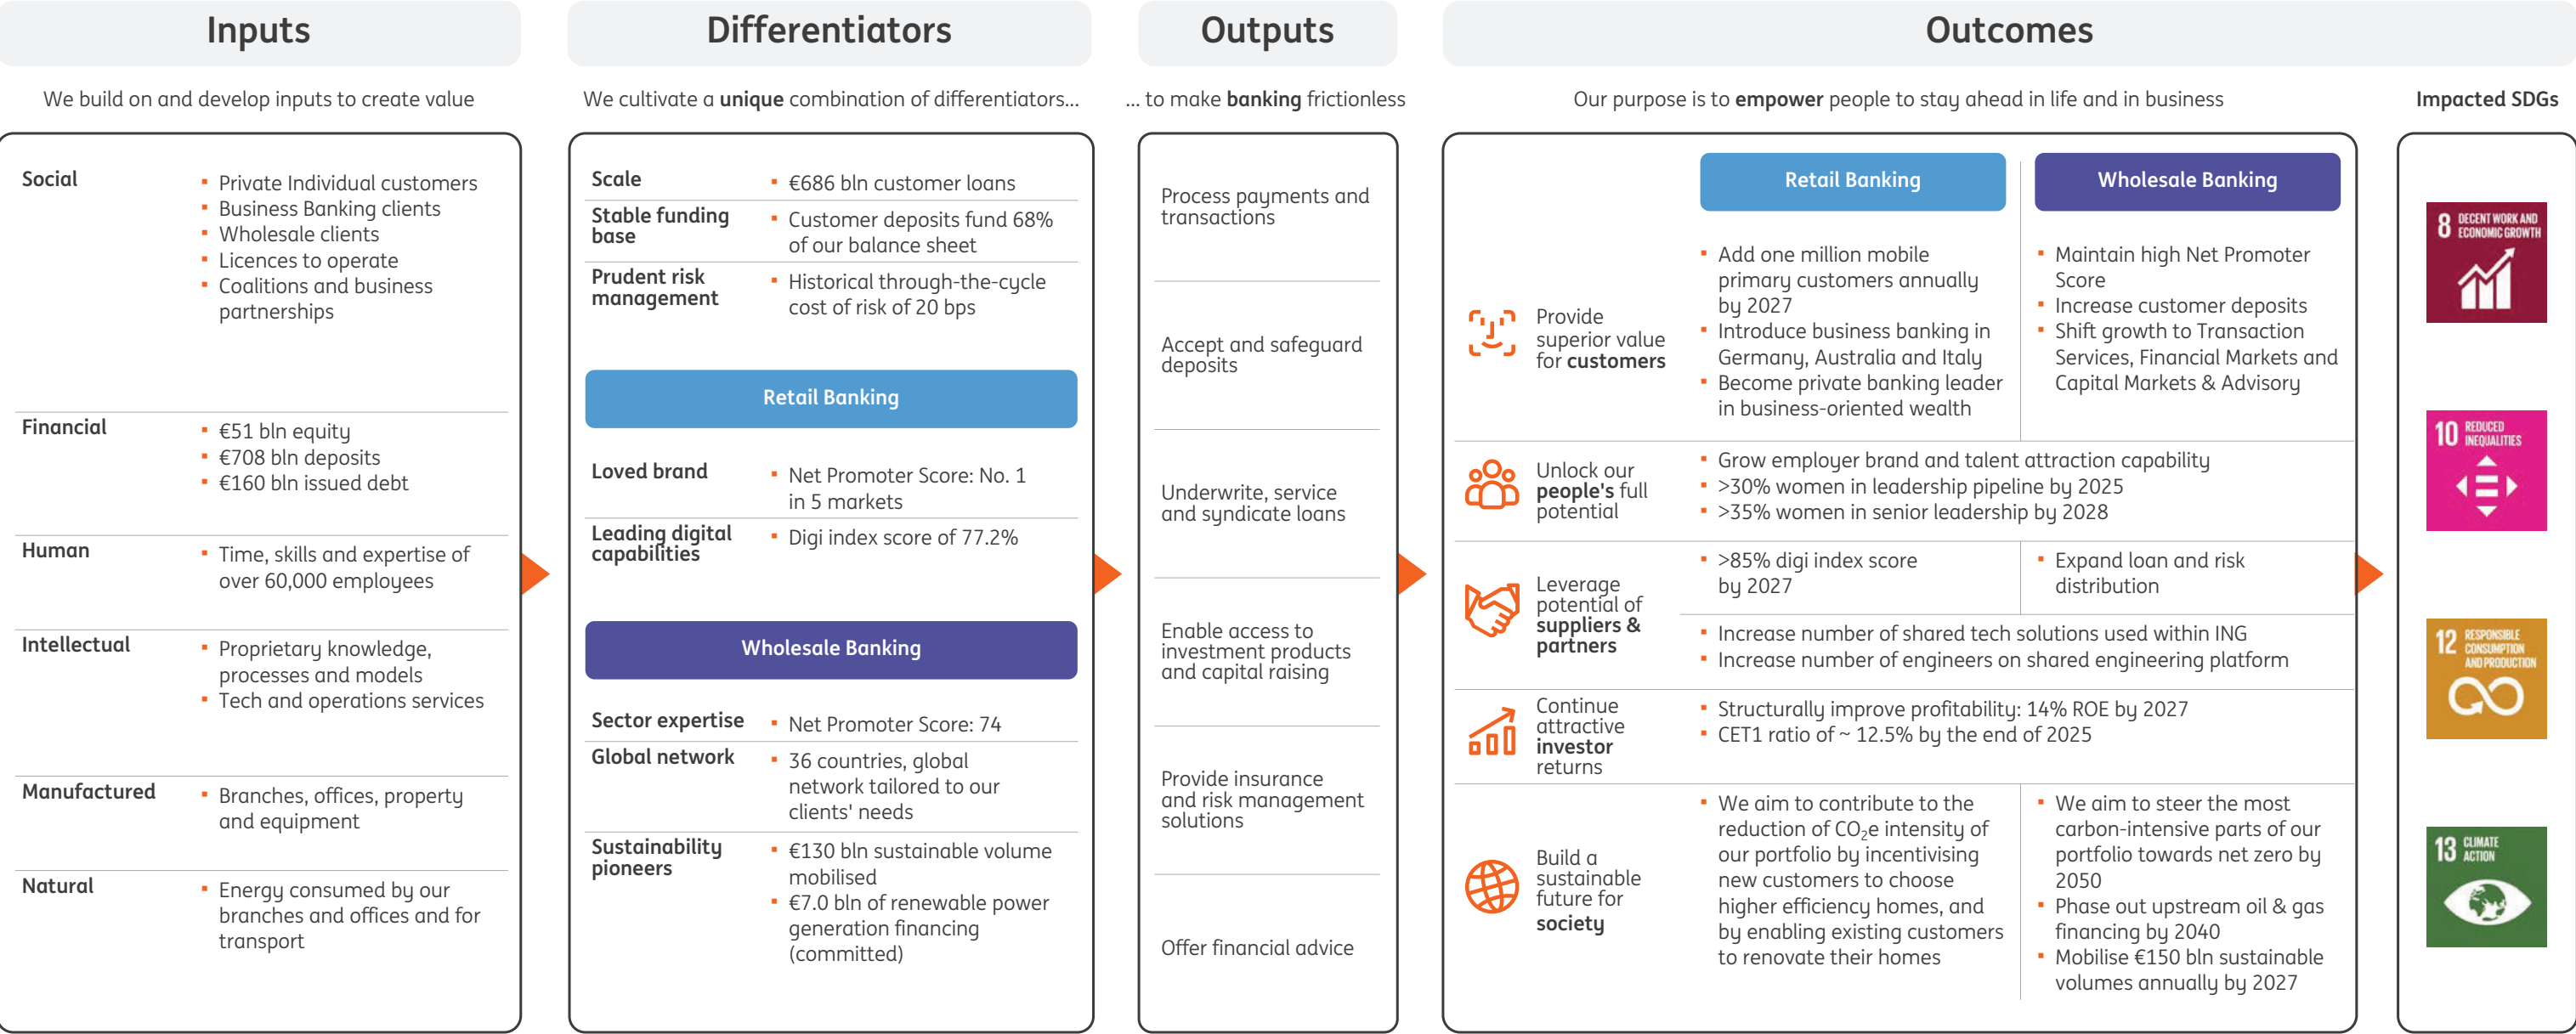 Inputs
We build on and develop inputs to create value
Social
▪ Private Individual customers
▪ Business Banking clients
▪ Wholesale clients
▪ Licences to operate
▪ Coalitions and business
partnerships
Financial
▪ €51 bln equity
▪ €708 bln deposits
▪ €160 bln issued debt
Human
▪ Time, skills and expertise of
over 60,000 employees
Intellectual
▪ Proprietary knowledge,
processes and models
▪ Tech and operations services
Manufactured
▪ Branches, offices, property
and equipment
Natural
▪ Energy consumed by our
branches and offices and for
transport
Differentiators
We cultivate a unique combination of differentiators...
Scale
▪ €686 bln customer loans
Stable funding
base
▪ Customer deposits fund 68%
of our balance sheet
Prudent risk
management
▪ Historical through-the-cycle
cost of risk of 20 bps
Retail Banking
Loved brand
▪ Net Promoter Score: No. 1
in 5 markets
Leading digital
capabilities
▪ Digi index score of 77.2%
Wholesale Banking
Sector expertise
▪ Net Promoter Score: 74
Global network
▪ 36 countries, global
network tailored to our
clients' needs
Sustainability
pioneers
▪ €130 bln sustainable volume
mobilised
▪ €7.0 bln of renewable power
generation financing
(committed)
Outputs
... to make banking frictionless
Process payments and
transactions
Accept and safeguard
deposits
Underwrite, service
and syndicate loans
Enable access to
investment products
and capital raising
Provide insurance
and risk management
solutions
Offer financial advice
Outcomes
Our purpose is to empower people to stay ahead in life and in business
Retail Banking
Wholesale Banking
Provide
superior value
for customers
▪ Add one million mobile
primary customers annually
by 2027
▪ Introduce business banking in
Germany, Australia and Italy
▪ Become private banking leader
in business-oriented wealth
▪ Maintain high Net Promoter
Score
▪ Increase customer deposits
▪ Shift growth to Transaction
Services, Financial Markets and
Capital Markets & Advisory
Unlock our
people's full
potential
▪ Grow employer brand and talent attraction capability
▪ >30% women in leadership pipeline by 2025
▪ >35% women in senior leadership by 2028
Leverage
potential of
suppliers &
partners
▪ >85% digi index score
by 2027
▪ Expand loan and risk
distribution
▪ Increase number of shared tech solutions used within ING
▪ Increase number of engineers on shared engineering platform
Continue
attractive
investor
returns
▪ Structurally improve profitability: 14% ROE by 2027
▪ CET1 ratio of ~ 12.5% by the end of 2025
Build a
sustainable
future for
society
▪ We aim to contribute to the
reduction of CO₂e intensity of
our portfolio by incentivising
new customers to choose
higher efficiency homes, and
by enabling existing customers
to renovate their homes
▪ We aim to steer the most
carbon-intensive parts of our
portfolio towards net zero by
2050
▪ Phase out upstream oil & gas
financing by 2040
▪ Mobilise €150 bln sustainable
volumes annually by 2027
Impacted SDGs
8 DECENT WORK AND
ECONOMIC GROWTH
10 REDUCED
INEQUALITIES
12 RESPONSIBLE
CONSUMPTION
AND PRODUCTION
13 CLIMATE
ACTION